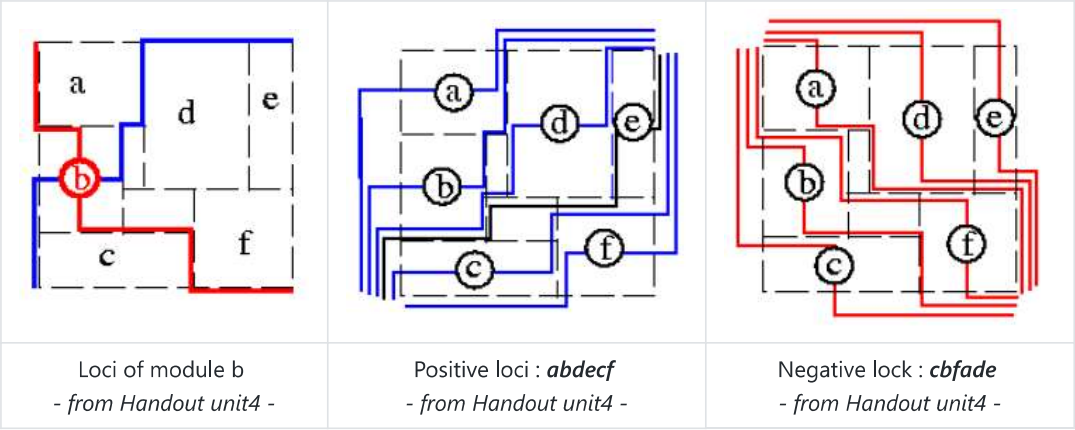 a
d
e
b
c
f
a
d
e
b
c
f
a
d
e
b
f
c
Loci of module b
- from Handout unit4 -
Positive loci : abdecf
- from Handout unit4 -
Negative lock : cbfade
- from Handout unit4 -